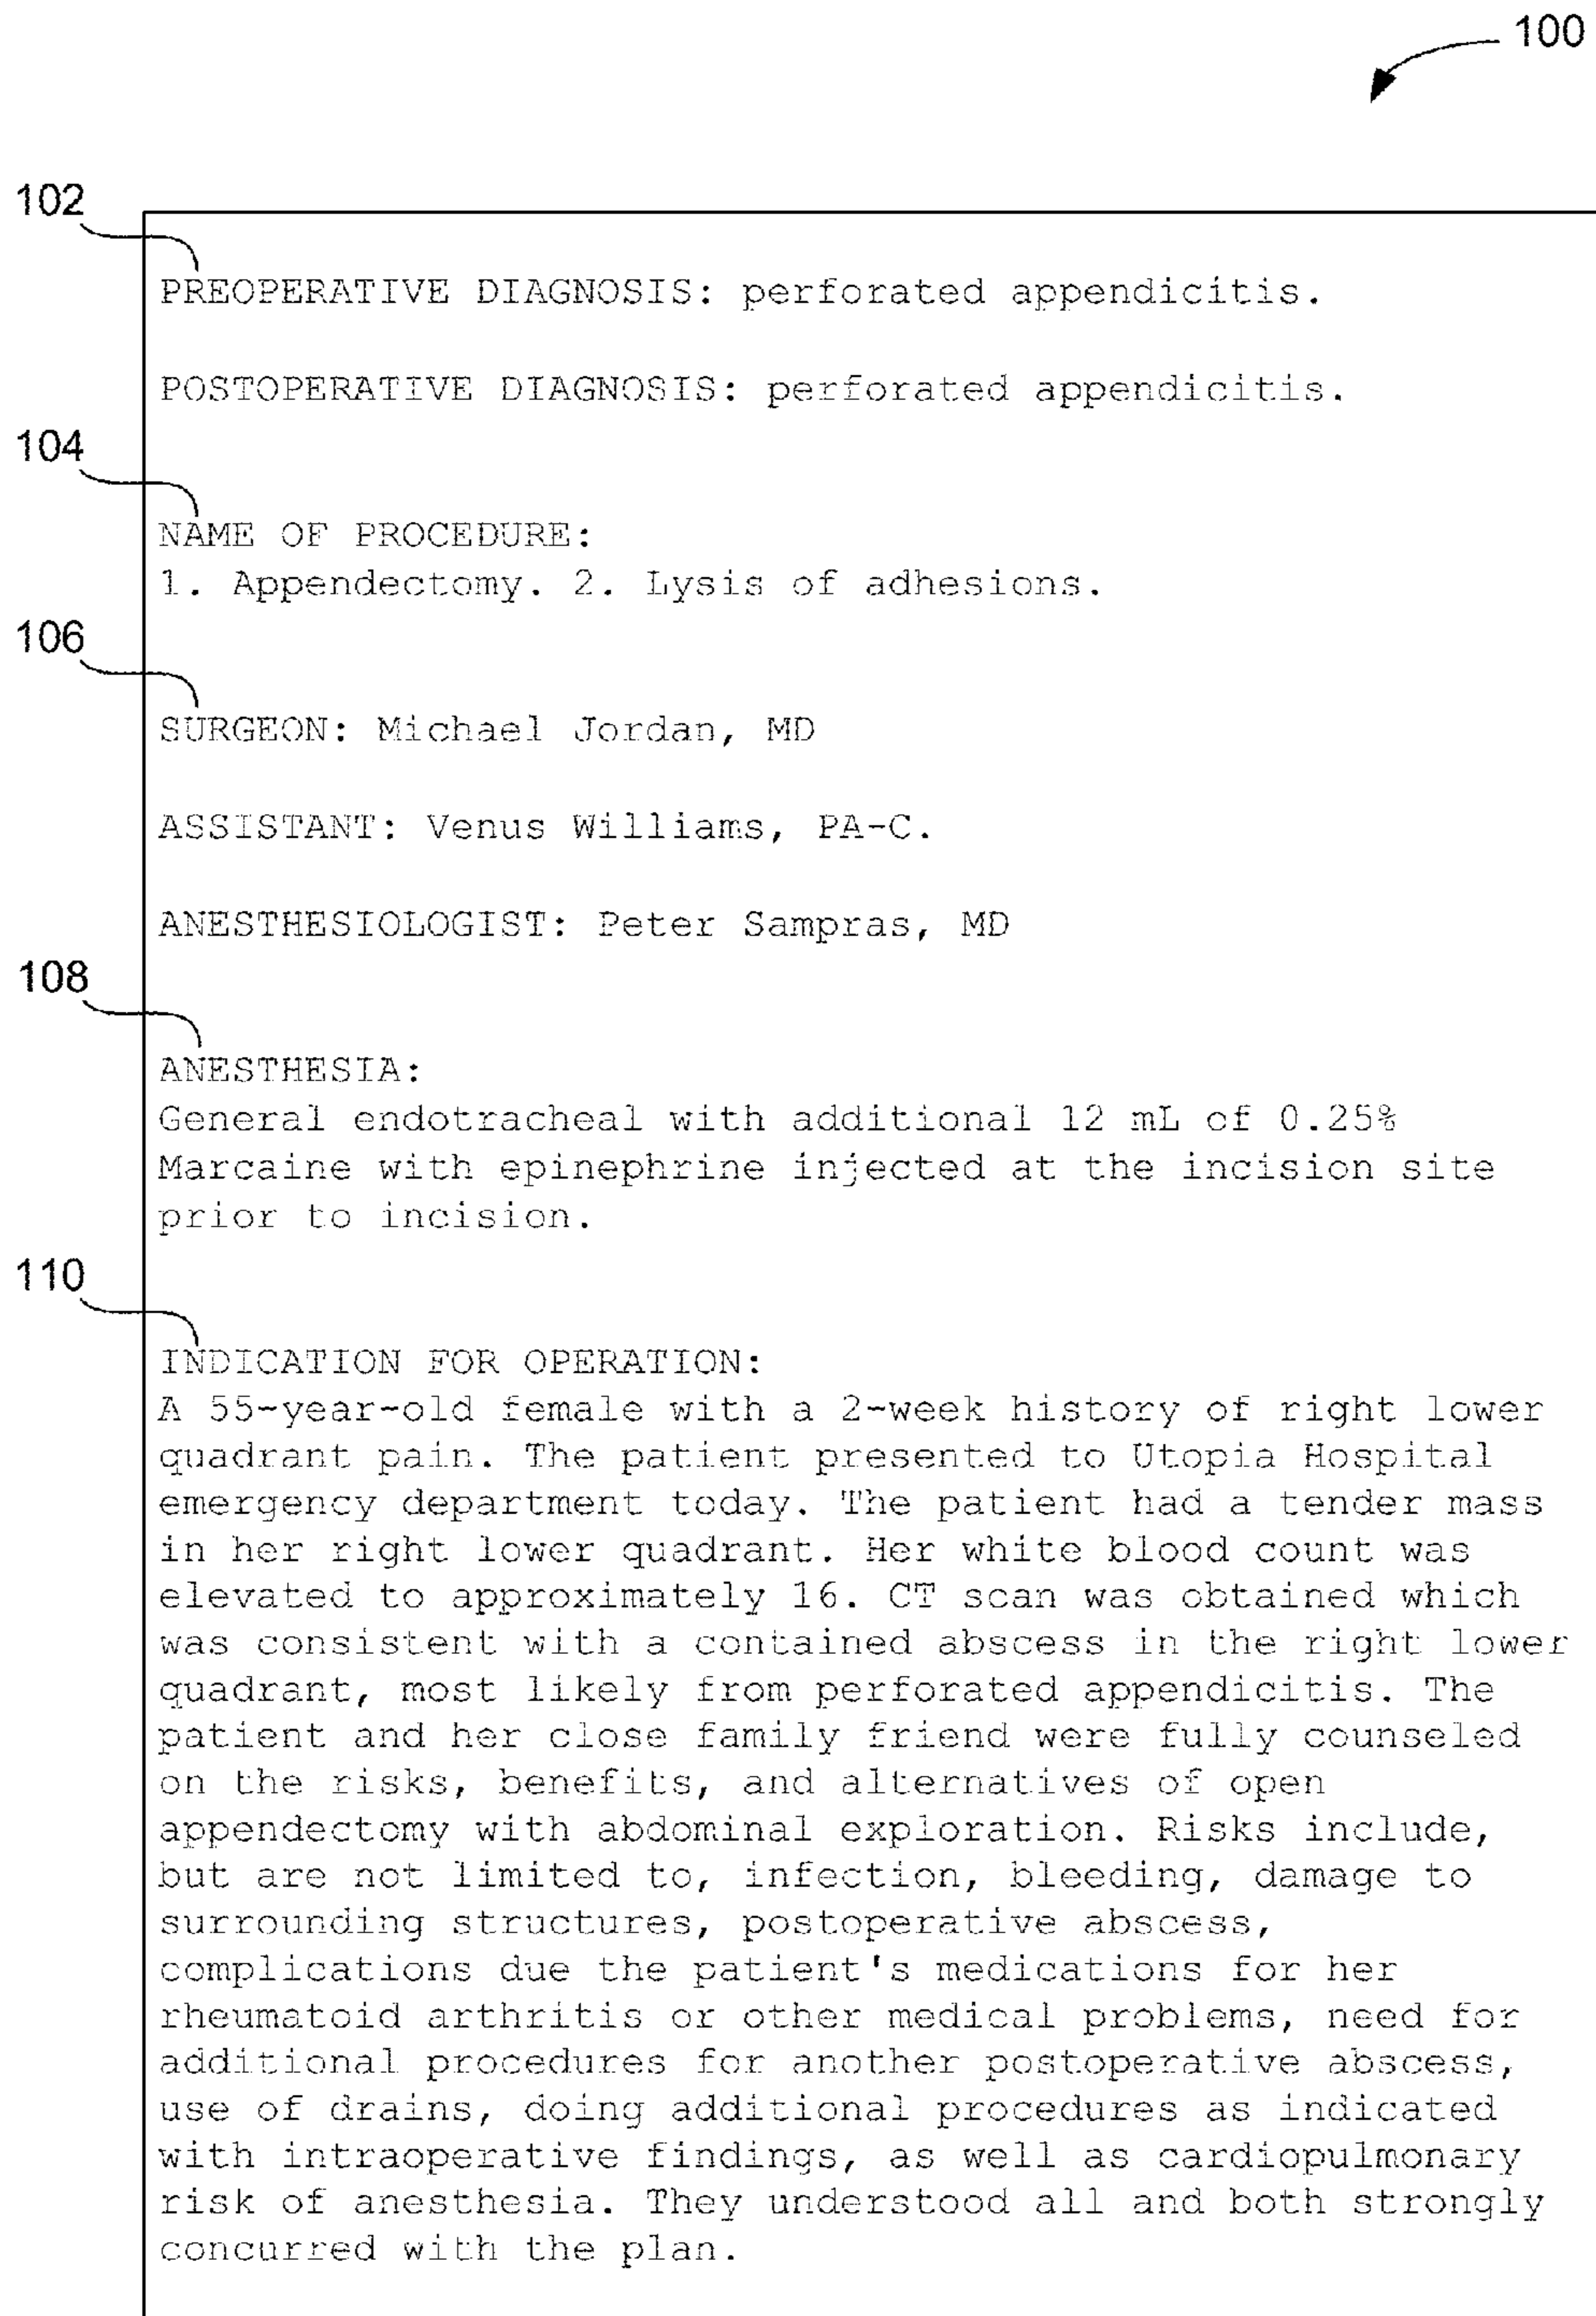 100
102
PREOPERATIVE DIAGNOSIS: perforated appendicitis.
POSTOPERATIVE DIAGNOSIS: perforated appendicitis.
104
NAME OF PROCEDURE:
1. Appendectomy. 2. Lysis of adhesions.
106
SURGEON: Michael Jordan, MD
ASSISTANT: Venus Williams, PA-C.
ANESTHESIOLOGIST: Peter Sampras, MD
108
ANESTHESIA:
General endotracheal with additional 12 mL of 0.25%
Marcaine with epinephrine injected at the incision site
prior to incision.
110
INDICATION FOR OPERATION:
A 55-year-old female with a 2-week history of right lower
quadrant pain. The patient presented to Utopia Hospital
emergency department today. The patient had a tender mass
in her right lower quadrant. Her white blood count was
elevated to approximately 16. CT scan was obtained which
was consistent with a contained abscess in the right lower
quadrant, most likely from perforated appendicitis. The
patient and her close family friend were fully counseled
on the risks, benefits, and alternatives of open
appendectomy with abdominal exploration. Risks include,
but are not limited to, infection, bleeding, damage to
surrounding structures, postoperative abscess,
complications due the patient's medications for her
rheumatoid arthritis or other medical problems, need for
additional procedures for another postoperative abscess,
use of drains, doing additional procedures as indicated
with intraoperative findings, as well as cardiopulmonary
risk of anesthesia. They understood all and both strongly
concurred with the plan.